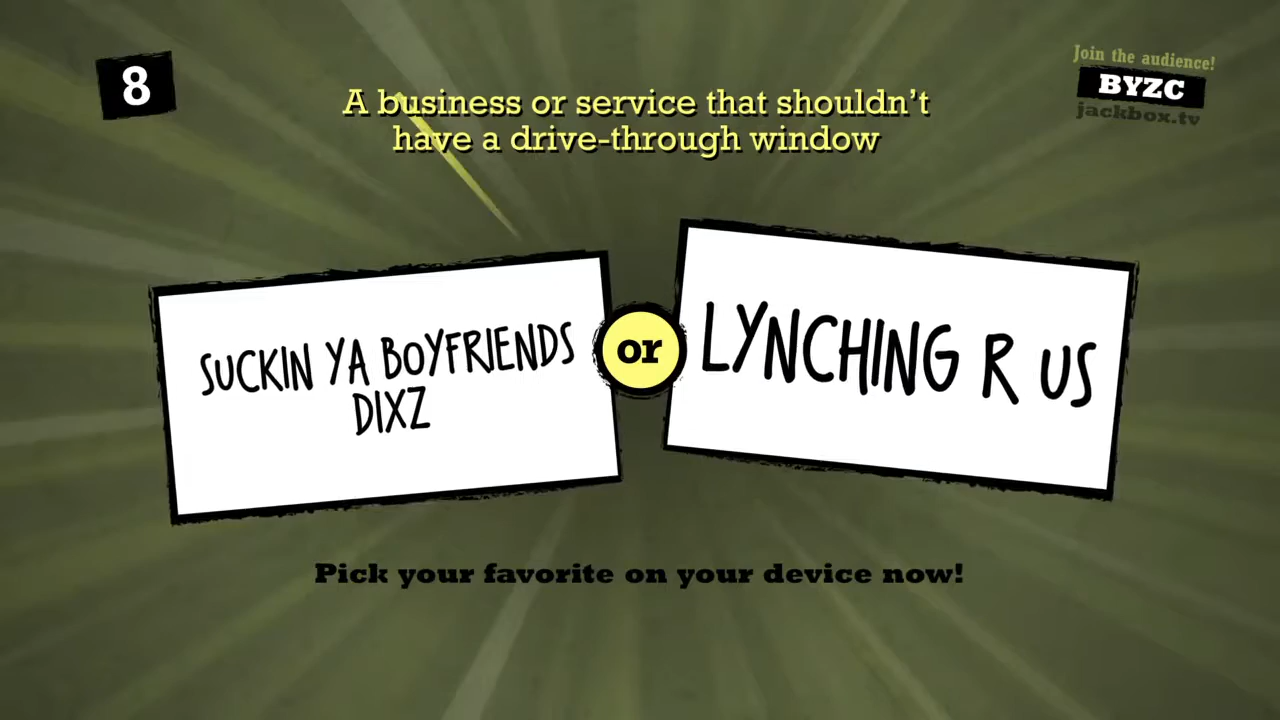 8
A business or service that shouldn't
have a drive-through window
Join the audience!
BYZC
jackbox.tv
SUCKIN YA BOYFRIENDS
DIXZ
or
LYNCHING R US
Pick your favorite on your device now!